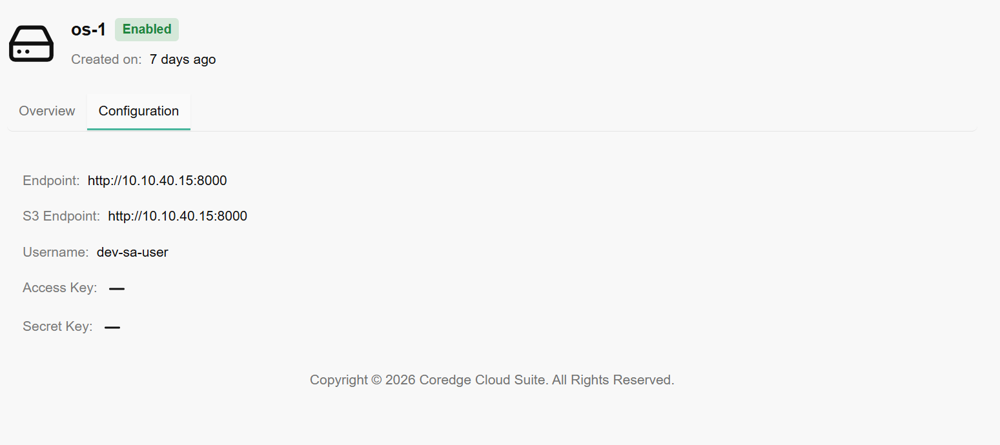 os-1 Enabled
Created on: 7 days ago
Overview Configuration
Endpoint: http://10.10.40.15:8000
S3 Endpoint: http://10.10.40.15:8000
Username: dev-sa-user
Access Key: —
Secret Key: —
Copyright © 2026 Coredge Cloud Suite. All Rights Reserved.